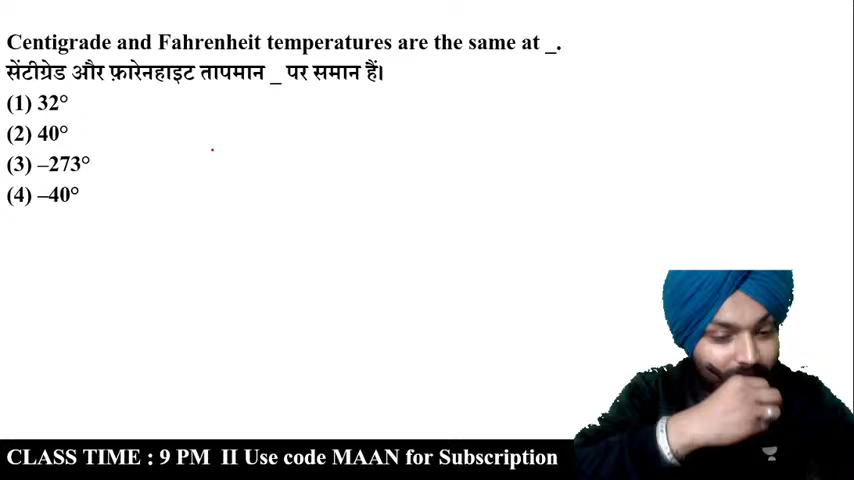 Centigrade and Fahrenheit temperatures are the same at _.
सेंटीग्रेड और फ़ारेनहाइट तापमान _ पर समान हैं।
(1) 32°
(2) 40°
(3) –273°
(4) –40°
CLASS TIME : 9 PM II Use code MAAN for Subscription